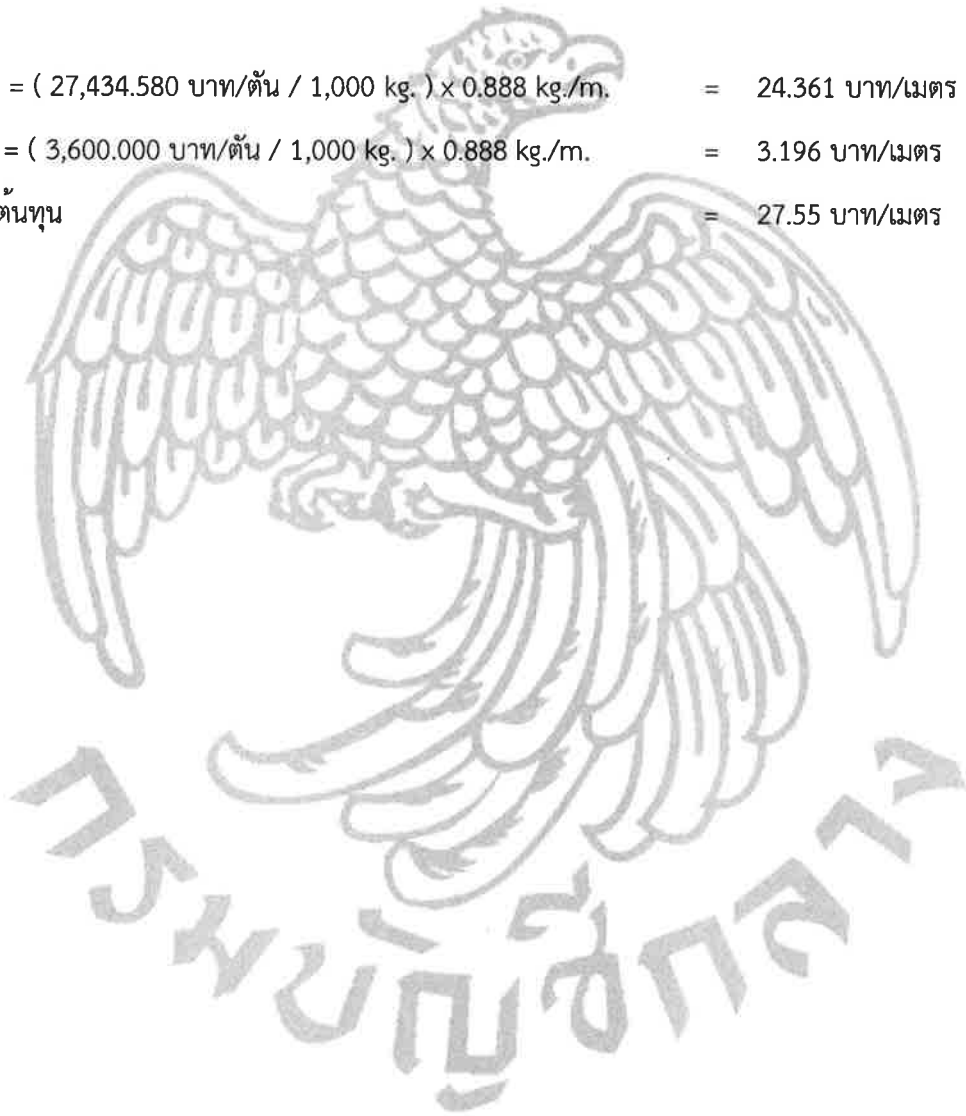 = ( 27,434.580 บาท/ตัน / 1,000 kg. ) x 0.888 kg./m. = 24.361 บาท/เมตร
= ( 3,600.000 บาท/ตัน / 1,000 kg. ) x 0.888 kg./m. = 3.196 บาท/เมตร
ต้นทุน = 27.55 บาท/เมตร
กรมบัญชีกลาง